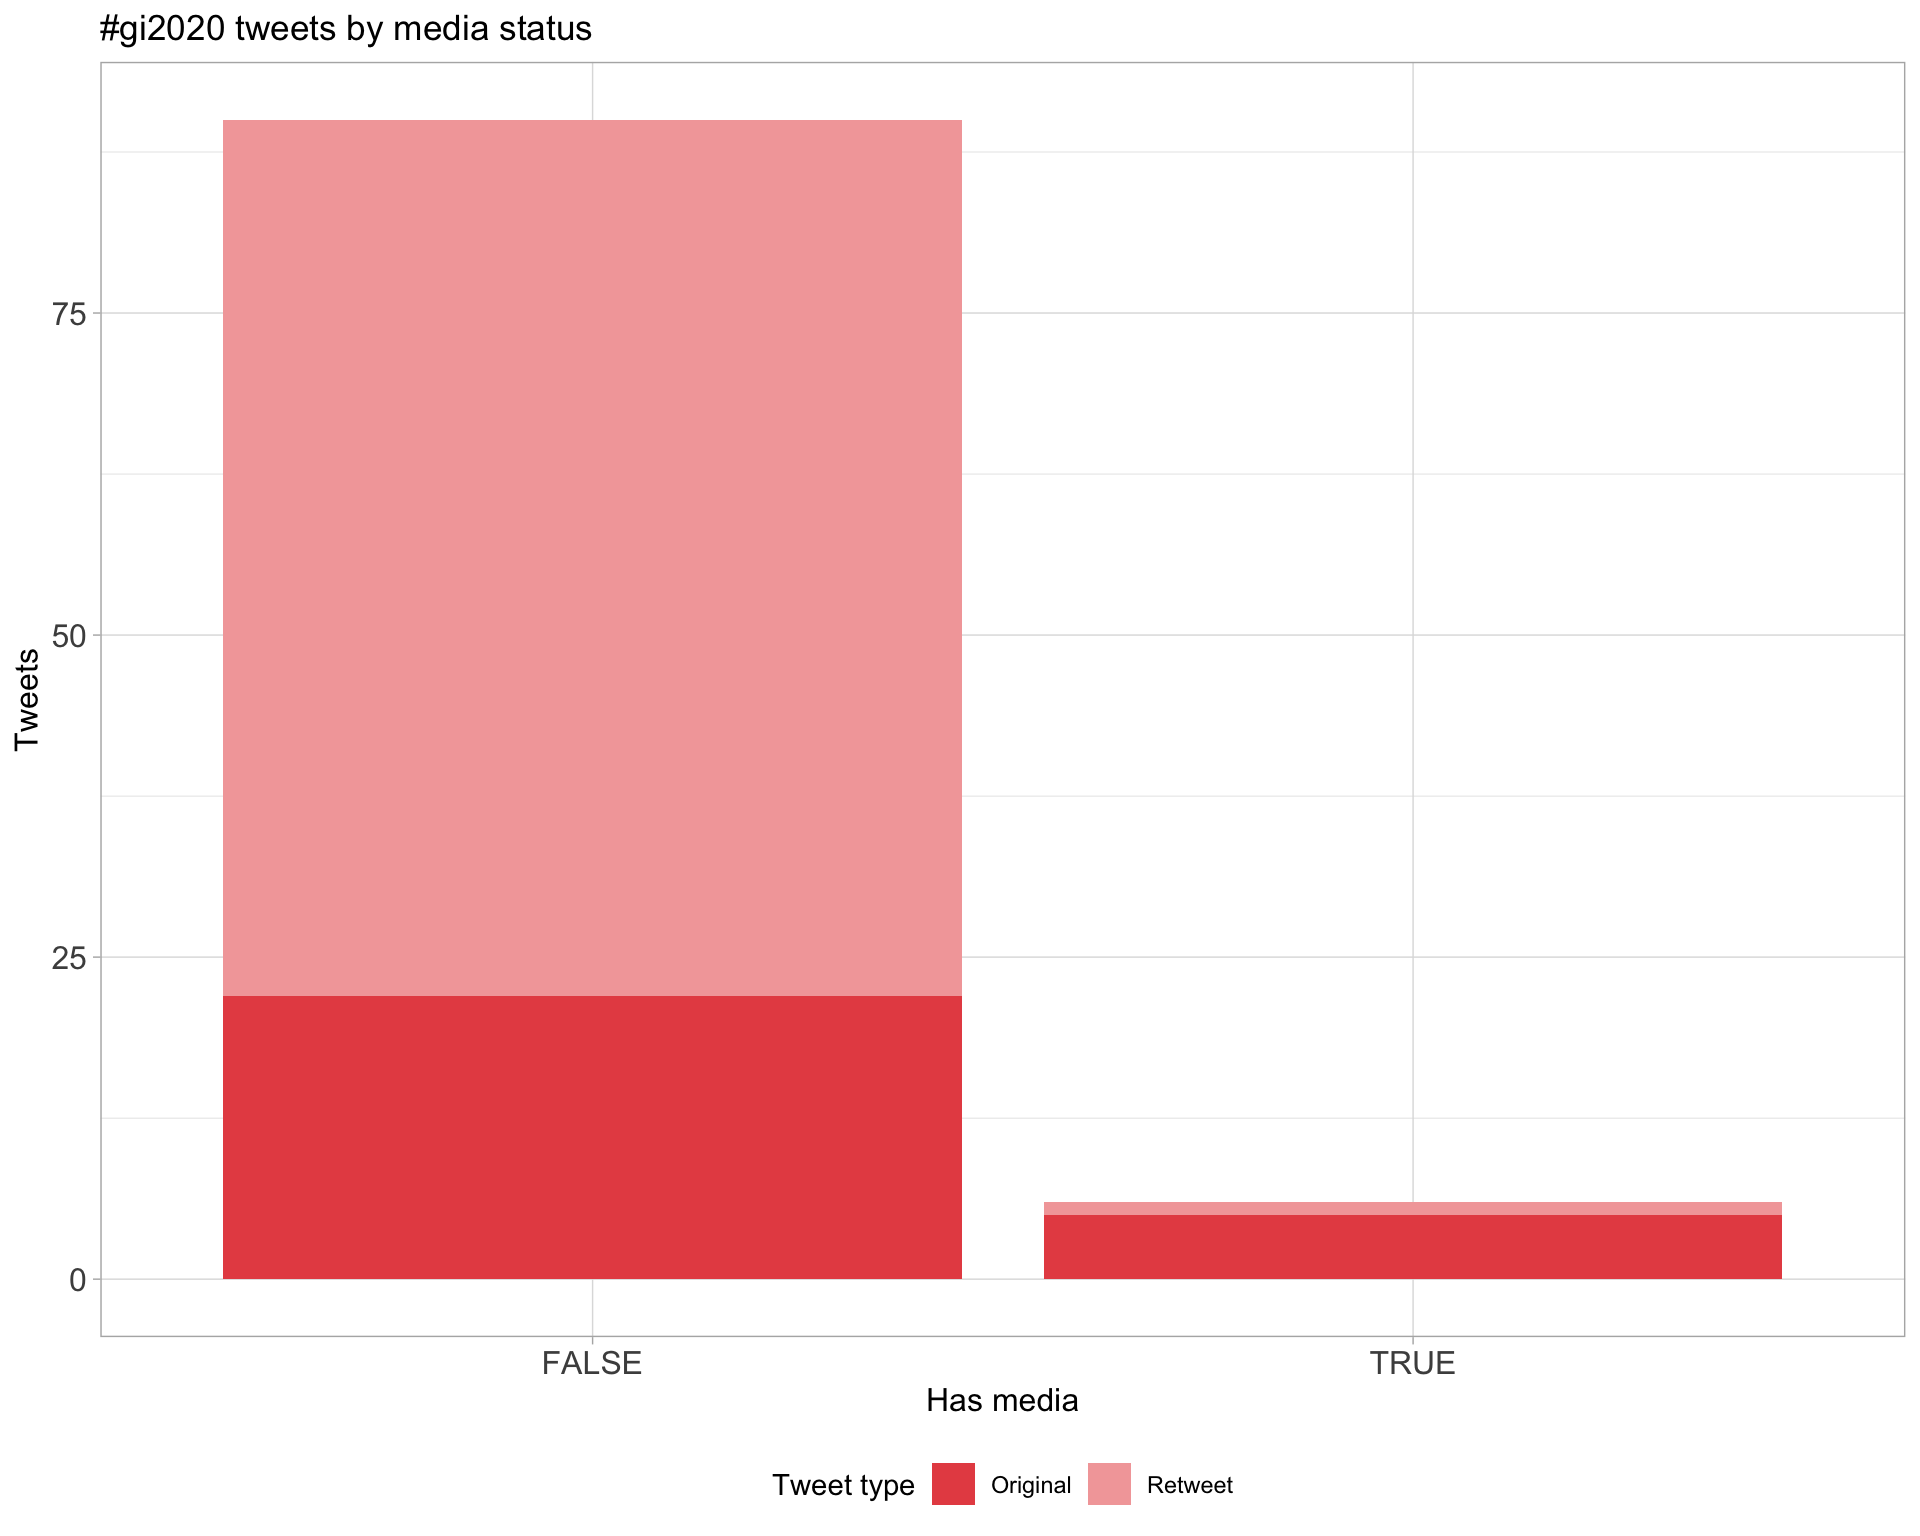 #gi2020 tweets by media status
75
50
25
0
Tweets
FALSE
TRUE
Has media
Tweet type
Original
Retweet